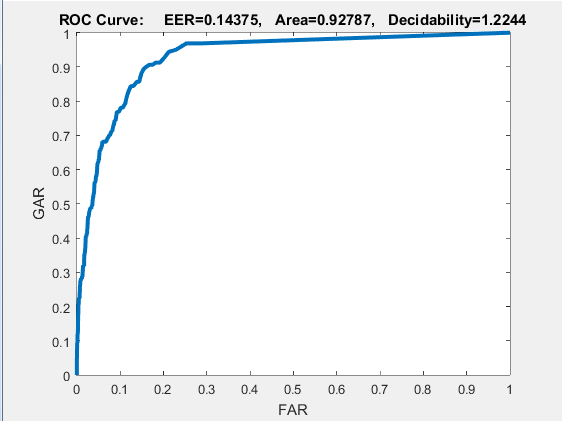 ROC Curve: EER=0.14375, Area=0.92787, Decidability=1.2244
1
0.9
0.8
0.7
0.6
0.5
0.4
0.3
0.2
0.1
0
GAR
0 0.1 0.2 0.3 0.4 0.5 0.6 0.7 0.8 0.9 1
FAR